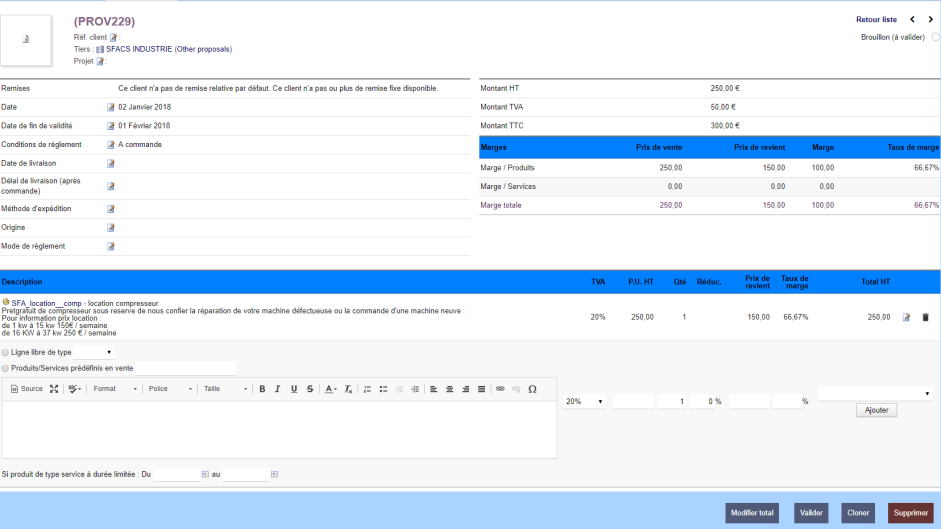 (PROV229)
Retour liste < >
Réf. client :
Brouillon (à valider)
Tiers : SFACS INDUSTRIE (Other proposals)
Projet :
Remises Ce client n'a pas de remise relative par défaut. Ce client n'a pas ou plus de remise fixe disponible.
Date 02 Janvier 2018
Date de fin de validité 01 Février 2018
Conditions de règlement A commande
Date de livraison
Délai de livraison (après
commande)
Méthode d'expédition
Origine
Mode de règlement
Montant HT 250,00 €
Montant TVA 50,00 €
Montant TTC 300,00 €
Marges Prix de vente Prix de revient Marge Taux de marge
Marge / Produits 250,00 150,00 100,00 66,67%
Marge / Services 0,00 0,00 0,00
Marge totale 250,00 150,00 100,00 66,67%
Description TVA P.U. HT Qté Réduc. Prix de revient Taux de marge Total HT
SFA_location__comp - location compresseur
Pretgratuit de compresseur sous reserve de nous confier la réparation de votre machine défectueuse ou la commande d'une machine neuve :
Pour information prix location :
de 1 kw à 15 kw 150€ / semaine
de 16 KW à 37 kw 250 € / semaine
20% 250,00 1 150,00 66,67% 250,00
Ligne libre de type
Produits/Services prédéfinis en vente
Source ABC Format Police Taille B I U S A Tx Ω
20% 1 0 % %
Ajouter
Si produit de type service à durée limitée : Du au
Modifier total Valider Cloner Supprimer